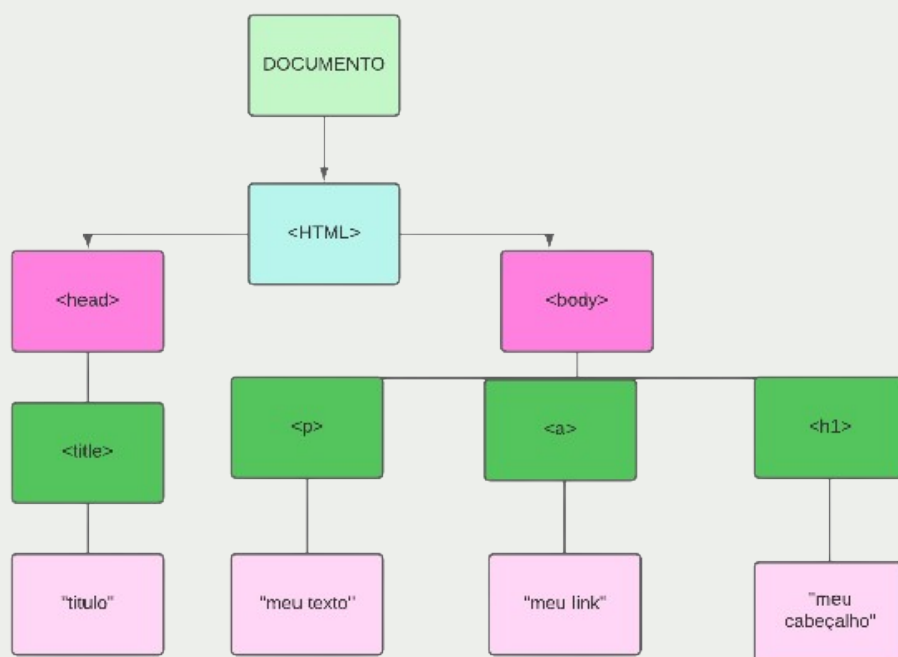 DOCUMENTO
<HTML>
<head>
<body>
<p>
<a>
<h1>
<title>
"titulo"
"meu texto"
"meu link"
"meu
cabeçalho"